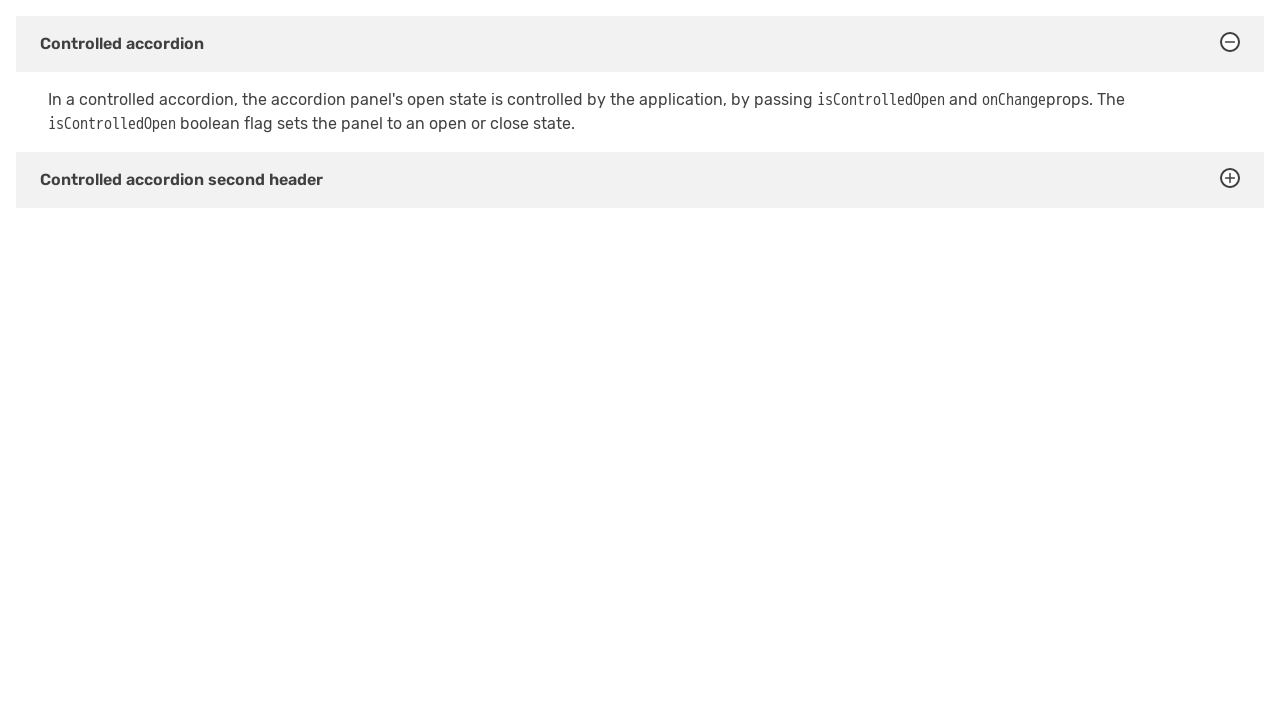 Controlled accordion
In a controlled accordion, the accordion panel's open state is controlled by the application, by passing isControlledOpen and onChangeprops. The
isControlledOpen boolean flag sets the panel to an open or close state.
Controlled accordion second header